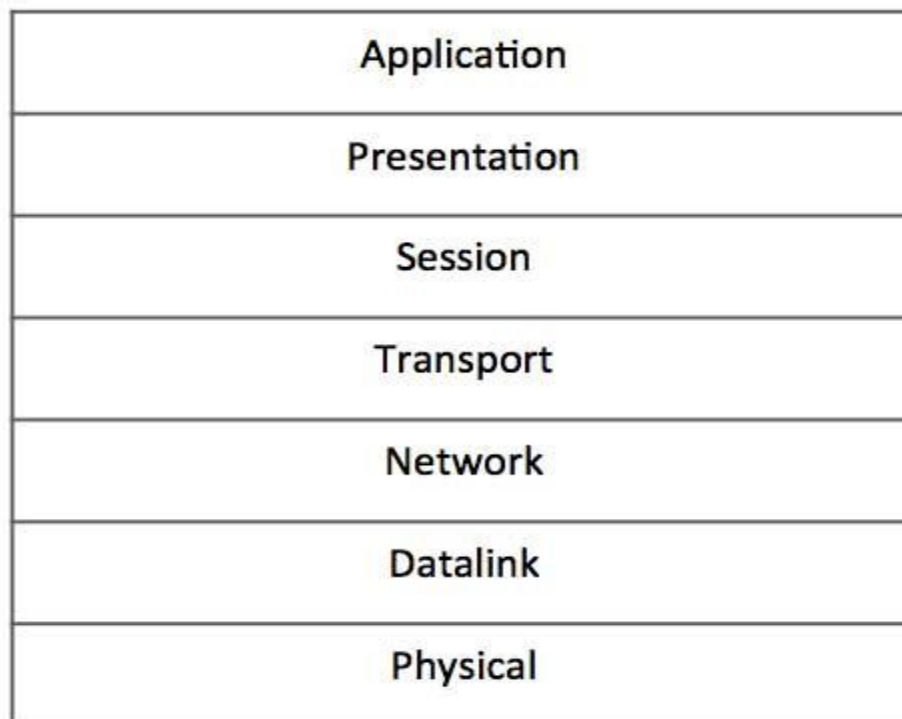 Application
Presentation
Session
Transport
Network
Datalink
Physical